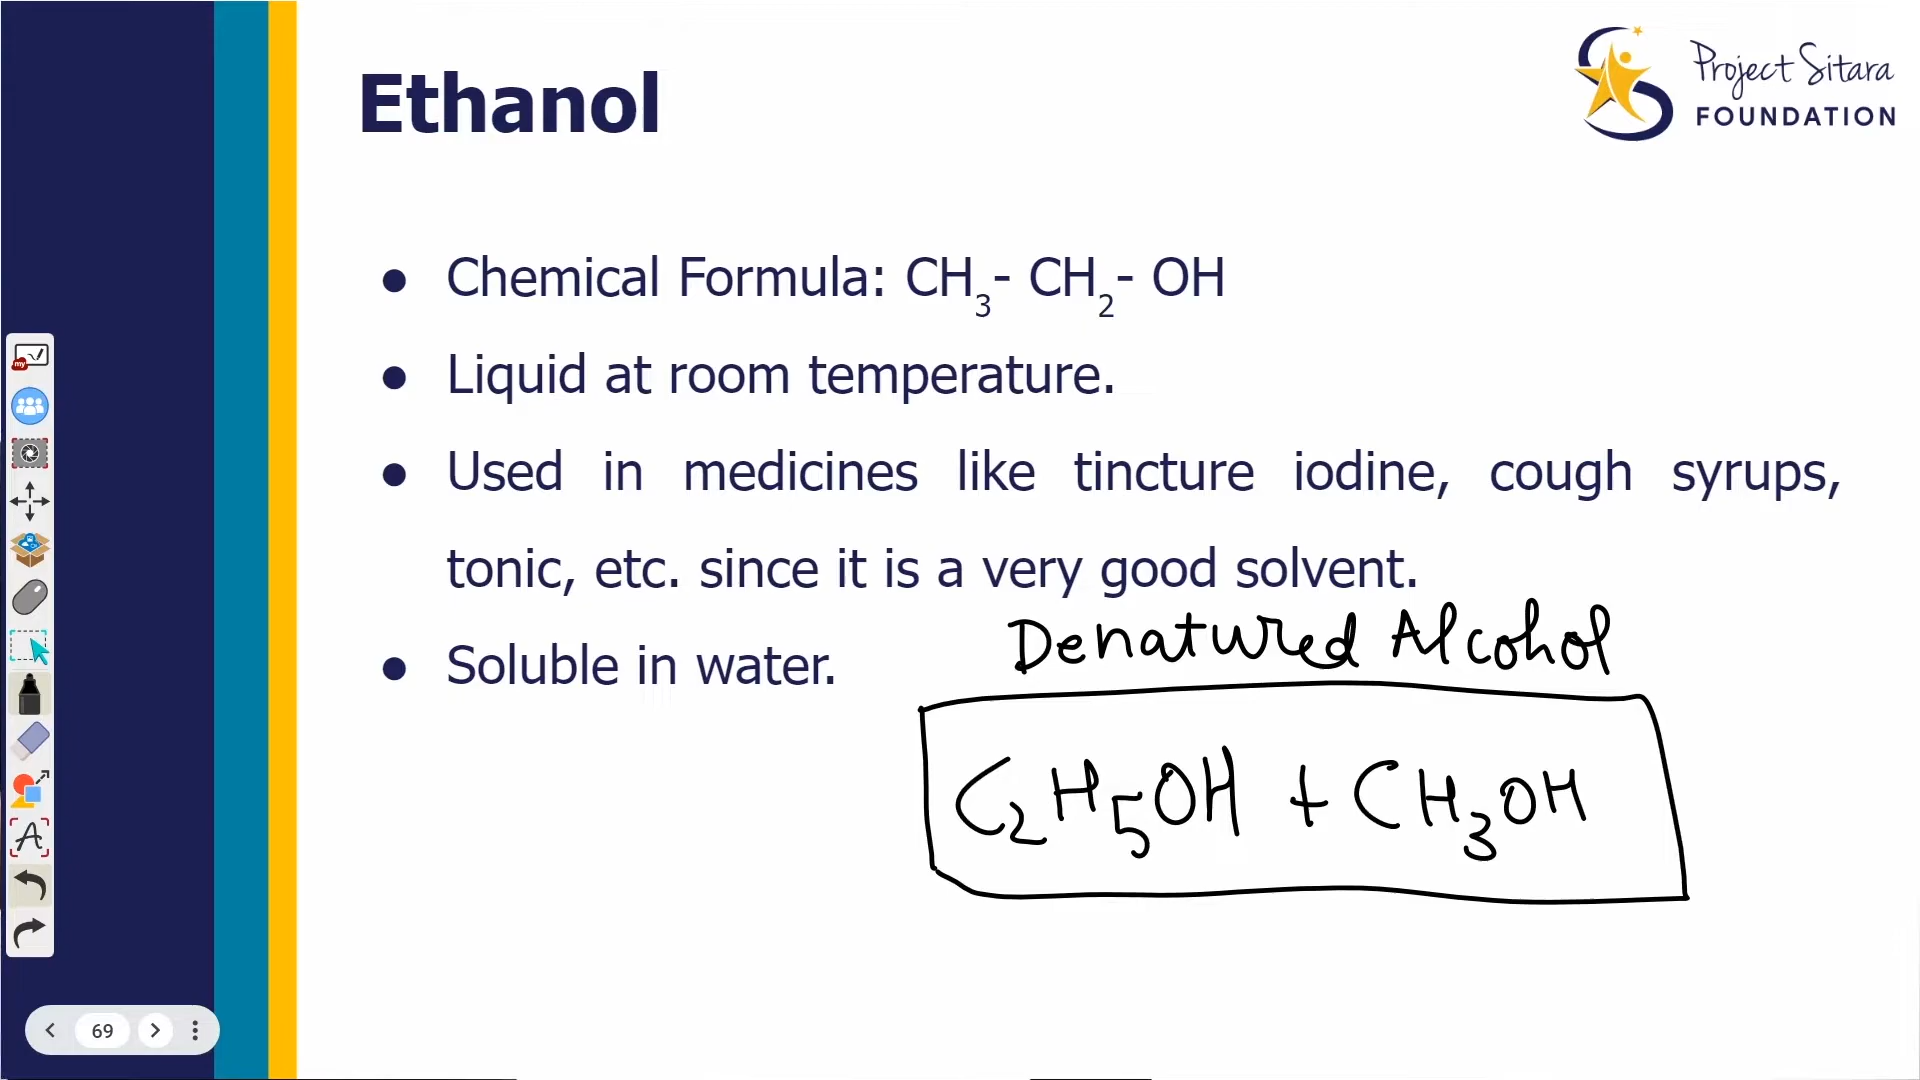 Ethanol
Project Sitara
FOUNDATION
● Chemical Formula: CH₃- CH₂- OH
● Liquid at room temperature.
● Used in medicines like tincture iodine, cough syrups,
tonic, etc. since it is a very good solvent.
● Soluble in water.
Denatured Alcohol
C₂H₅OH + CH₃OH
my
A
69